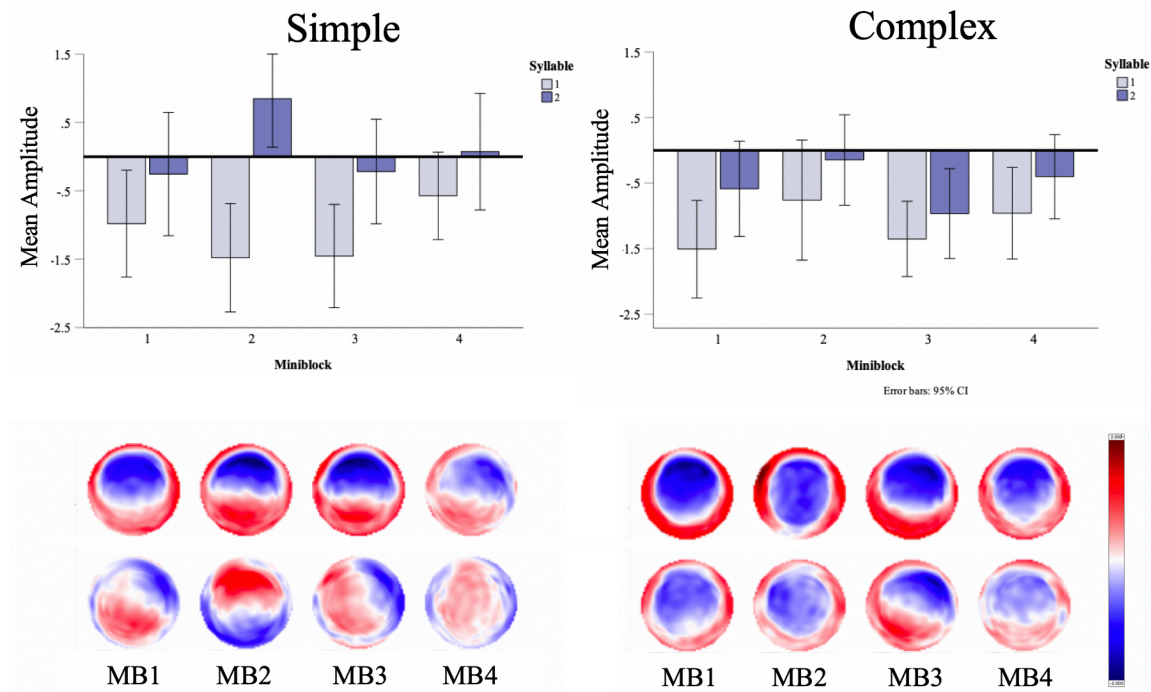 Simple
Mean Amplitude
1.5
.5
-.5
-1.5
-2.5
1 2 3 4
Miniblock
Syllable
1
2
Complex
Mean Amplitude
1.5
.5
-.5
-1.5
-2.5
1 2 3 4
Miniblock
Syllable
1
2
Error bars: 95% CI
MB1 MB2 MB3 MB4
MB1 MB2 MB3 MB4